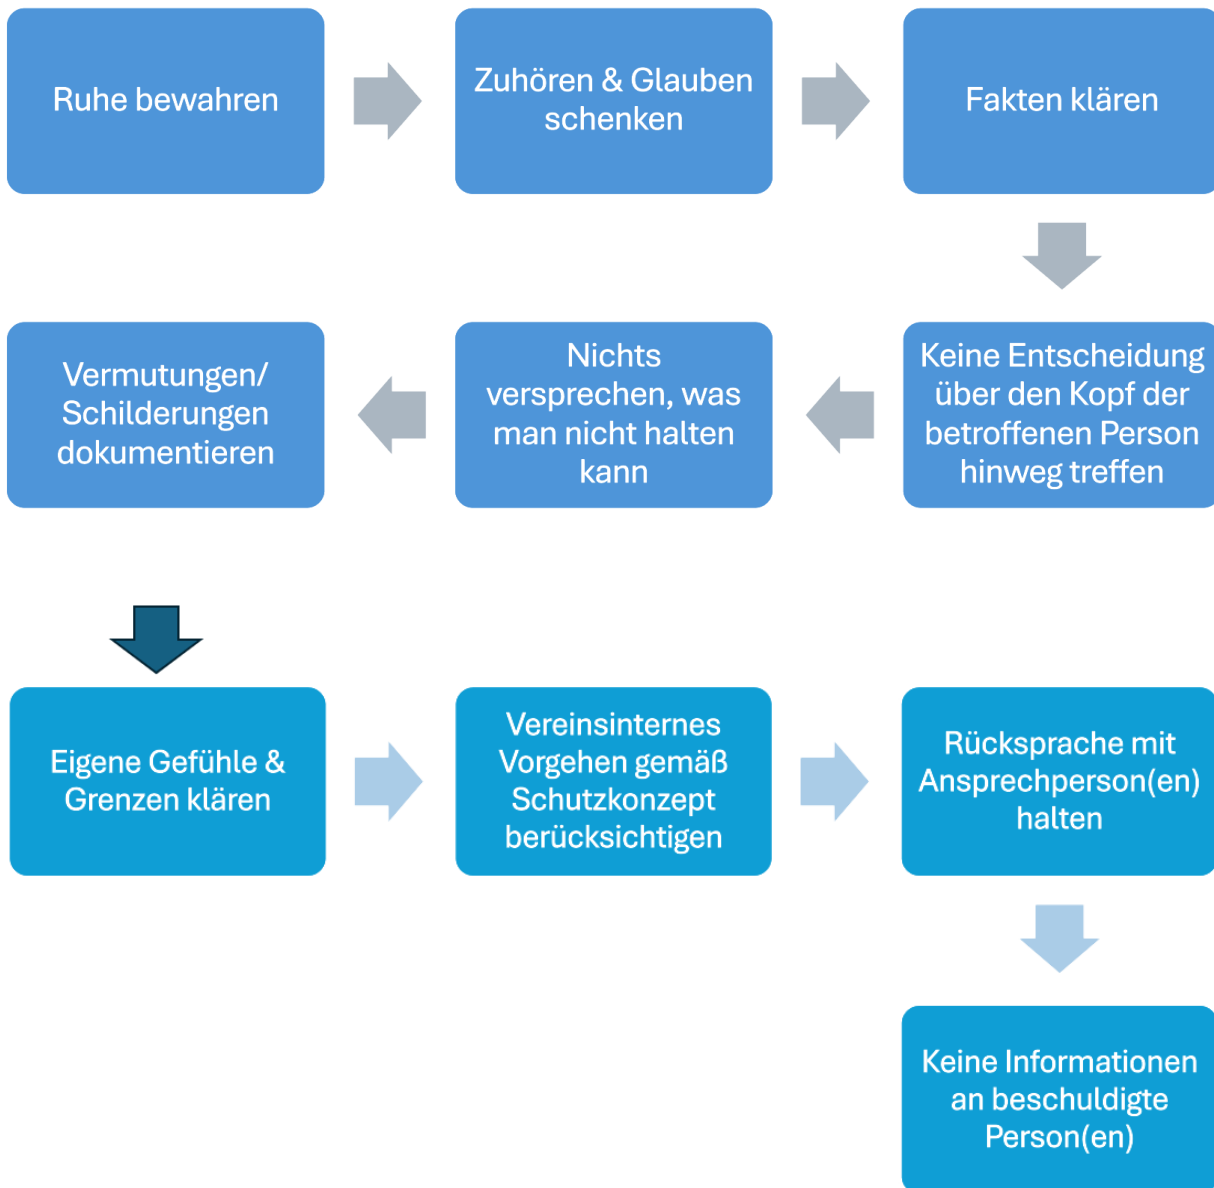 Ruhe bewahren
Zuhören & Glauben
schenken
Fakten klären
Keine Entscheidung
über den Kopf der
betroffenen Person
hinweg treffen
Nichts
versprechen, was
man nicht halten
kann
Vermutungen/
Schilderungen
dokumentieren
Eigene Gefühle &
Grenzen klären
Vereinsinternes
Vorgehen gemäß
Schutzkonzept
berücksichtigen
Rücksprache mit
Ansprechperson(en)
halten
Keine Informationen
an beschuldigte
Person(en)